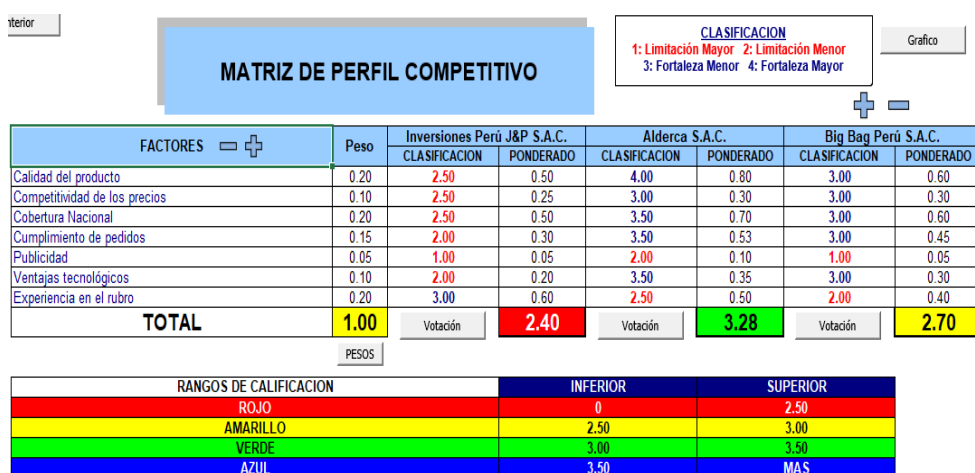 nterior
CLASIFICACION
1: Limitación Mayor 2: Limitación Menor
3: Fortaleza Menor 4: Fortaleza Mayor
Grafico
MATRIZ DE PERFIL COMPETITIVO
FACTORES Peso Inversiones Perú J&P S.A.C. Alderca S.A.C. Big Bag Perú S.A.C.
CLASIFICACION PONDERADO CLASIFICACION PONDERADO CLASIFICACION PONDERADO
Calidad del producto 0.20 2.50 0.50 4.00 0.80 3.00 0.60
Competitividad de los precios 0.10 2.50 0.25 3.00 0.30 3.00 0.30
Cobertura Nacional 0.20 2.50 0.50 3.50 0.70 3.00 0.60
Cumplimiento de pedidos 0.15 2.00 0.30 3.50 0.53 3.00 0.45
Publicidad 0.05 1.00 0.05 2.00 0.10 1.00 0.05
Ventajas tecnológicos 0.10 2.00 0.20 3.50 0.35 3.00 0.30
Experiencia en el rubro 0.20 3.00 0.60 2.50 0.50 2.00 0.40
TOTAL 1.00 Votación 2.40 Votación 3.28 Votación 2.70
PESOS
RANGOS DE CALIFICACION INFERIOR SUPERIOR
ROJO 0 2.50
AMARILLO 2.50 3.00
VERDE 3.00 3.50
AZUL 3.50 MAS